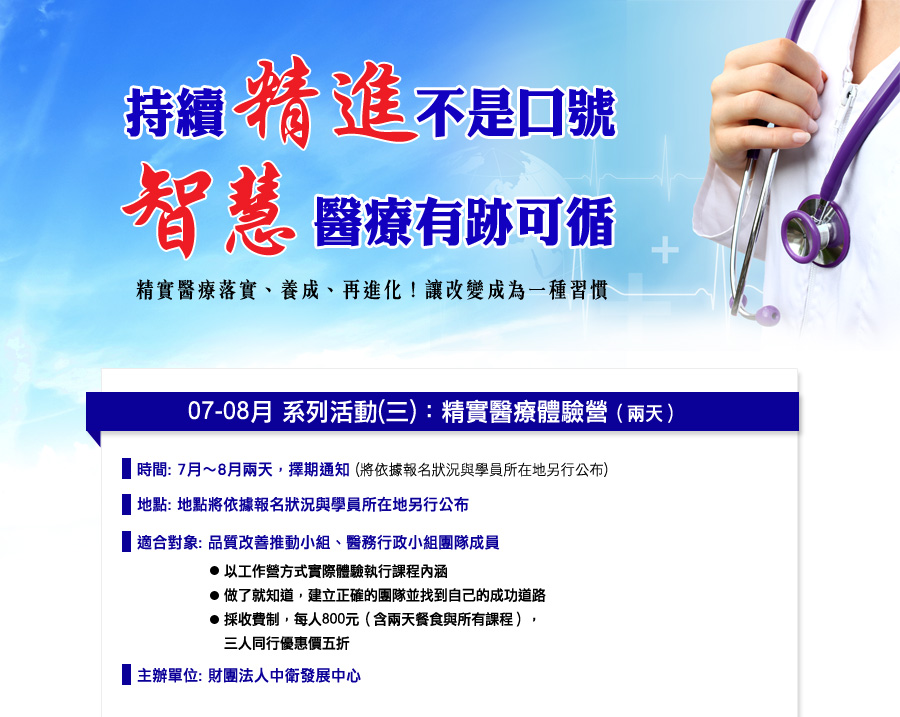 持續精進不是口號
智慧醫療有跡可循
精實醫療落實、養成、再進化！讓改變成為一種習慣
07-08月 系列活動(三)：精實醫療體驗營（兩天）
時間: 7月～8月兩天，擇期通知 (將依據報名狀況與學員所在地另行公布)
地點: 地點將依據報名狀況與學員所在地另行公布
適合對象: 品質改善推動小組、醫務行政小組團隊成員
● 以工作營方式實際體驗執行課程內涵
● 做了就知道，建立正確的團隊並找到自己的成功道路
● 採收費制，每人800元（含兩天餐食與所有課程），
三人同行優惠價五折
主辦單位: 財團法人中衛發展中心